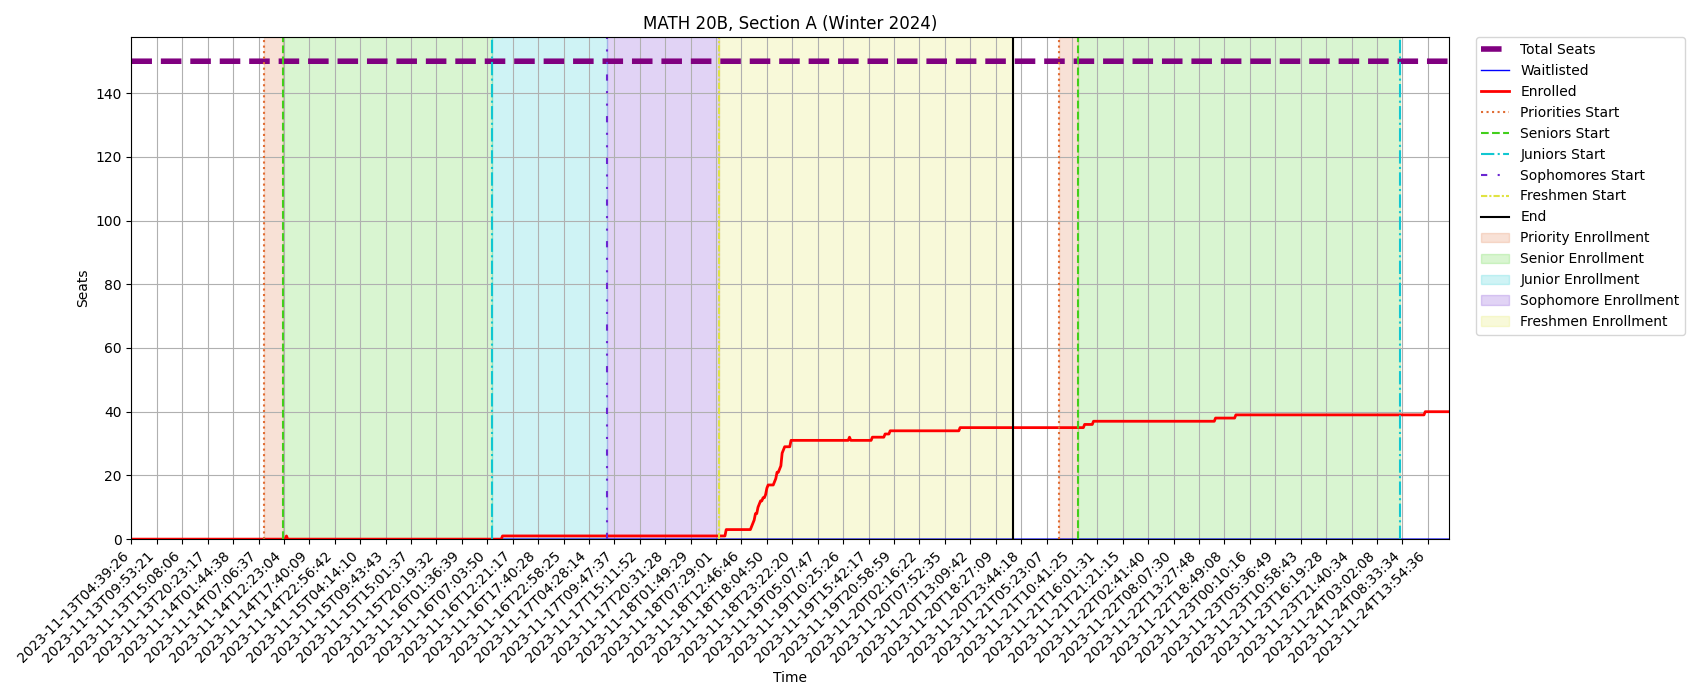 MATH 20B, Section A (Winter 2024)
Seats
140
120
100
80
60
40
20
0
2023-11-13T04:39:26
2023-11-13T09:53:21
2023-11-13T15:08:06
2023-11-13T20:23:17
2023-11-14T01:44:38
2023-11-14T07:06:37
2023-11-14T12:23:04
2023-11-14T17:40:09
2023-11-14T22:56:42
2023-11-15T04:14:10
2023-11-15T09:43:43
2023-11-15T15:01:37
2023-11-15T20:19:32
2023-11-16T01:36:39
2023-11-16T07:03:50
2023-11-16T12:21:17
2023-11-16T17:40:28
2023-11-16T22:58:25
2023-11-17T04:28:14
2023-11-17T09:47:37
2023-11-17T15:11:52
2023-11-17T20:31:28
2023-11-18T01:49:29
2023-11-18T07:29:01
2023-11-18T12:46:46
2023-11-18T18:04:50
2023-11-18T23:22:20
2023-11-19T05:07:47
2023-11-19T10:25:26
2023-11-19T15:42:17
2023-11-19T20:58:59
2023-11-20T02:16:22
2023-11-20T07:52:35
2023-11-20T13:09:42
2023-11-20T18:27:09
2023-11-20T23:44:18
2023-11-21T05:23:07
2023-11-21T10:41:25
2023-11-21T16:01:31
2023-11-21T21:21:15
2023-11-22T02:41:40
2023-11-22T08:07:30
2023-11-22T13:27:48
2023-11-22T18:49:08
2023-11-23T00:10:16
2023-11-23T05:36:49
2023-11-23T10:58:43
2023-11-23T16:19:28
2023-11-23T21:40:34
2023-11-24T03:02:08
2023-11-24T08:33:34
2023-11-24T13:54:36
Time
Total Seats
Waitlisted
Enrolled
Priorities Start
Seniors Start
Juniors Start
Sophomores Start
Freshmen Start
End
Priority Enrollment
Senior Enrollment
Junior Enrollment
Sophomore Enrollment
Freshmen Enrollment